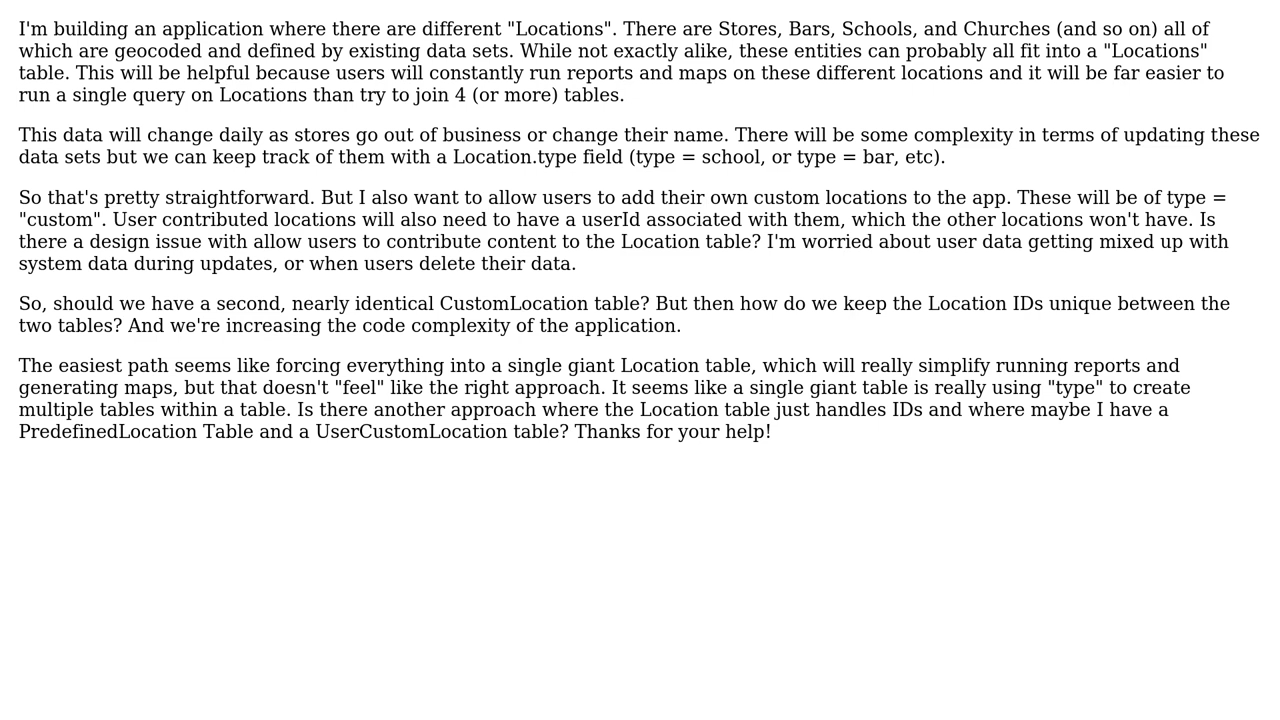 I'm building an application where there are different "Locations". There are Stores, Bars, Schools, and Churches (and so on) all of
which are geocoded and defined by existing data sets. While not exactly alike, these entities can probably all fit into a "Locations"
table. This will be helpful because users will constantly run reports and maps on these different locations and it will be far easier to
run a single query on Locations than try to join 4 (or more) tables.
This data will change daily as stores go out of business or change their name. There will be some complexity in terms of updating these
data sets but we can keep track of them with a Location.type field (type = school, or type = bar, etc).
So that's pretty straightforward. But I also want to allow users to add their own custom locations to the app. These will be of type =
"custom". User contributed locations will also need to have a userId associated with them, which the other locations won't have. Is
there a design issue with allow users to contribute content to the Location table? I'm worried about user data getting mixed up with
system data during updates, or when users delete their data.
So, should we have a second, nearly identical CustomLocation table? But then how do we keep the Location IDs unique between the
two tables? And we're increasing the code complexity of the application.
The easiest path seems like forcing everything into a single giant Location table, which will really simplify running reports and
generating maps, but that doesn't "feel" like the right approach. It seems like a single giant table is really using "type" to create
multiple tables within a table. Is there another approach where the Location table just handles IDs and where maybe I have a
PredefinedLocation Table and a UserCustomLocation table? Thanks for your help!